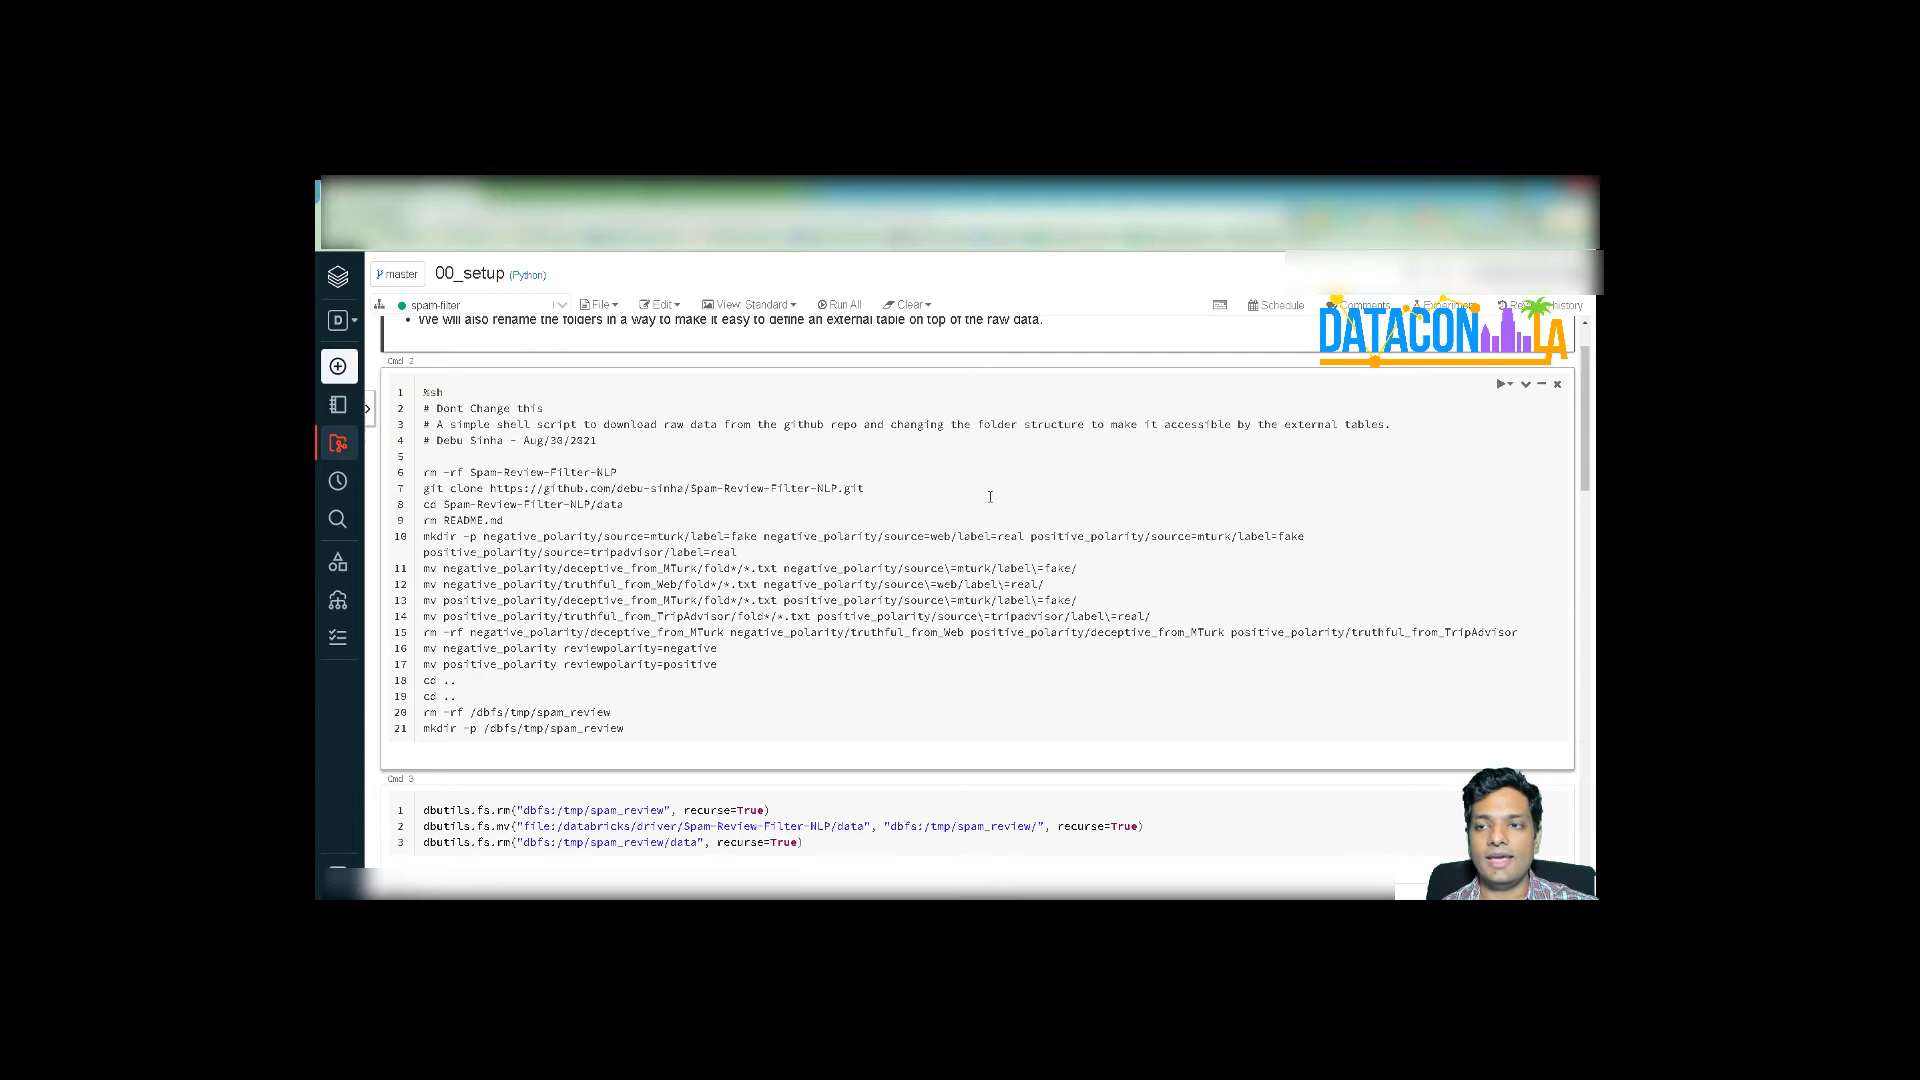 master
00_setup (Python)
spam-filter File Edit View: Standard Run All Clear Schedule Comments
We will also rename the folders in a way to make it easy to define an external table on top of the raw data.
DATACON LA
Cmd 2
1 %sh
2 # Dont Change this
3 # A simple shell script to download raw data from the github repo and changing the folder structure to make it accessible by the external tables.
4 # Debu Sinha - Aug/30/2021
5
6 rm -rf Spam-Review-Filter-NLP
7 git clone https://github.com/debu-sinha/Spam-Review-Filter-NLP.git
8 cd Spam-Review-Filter-NLP/data
9 rm README.md
10 mkdir -p negative_polarity/source=mturk/label=fake negative_polarity/source=web/label=real positive_polarity/source=mturk/label=fake
positive_polarity/source=tripadvisor/label=real
11 mv negative_polarity/deceptive_from_MTurk/fold*/*.txt negative_polarity/source\=mturk/label\=fake/
12 mv negative_polarity/truthful_from_Web/fold*/*.txt negative_polarity/source\=web/label\=real/
13 mv positive_polarity/deceptive_from_MTurk/fold*/*.txt positive_polarity/source\=mturk/label\=fake/
14 mv positive_polarity/truthful_from_TripAdvisor/fold*/*.txt positive_polarity/source\=tripadvisor/label\=real/
15 rm -rf negative_polarity/deceptive_from_MTurk negative_polarity/truthful_from_Web positive_polarity/deceptive_from_MTurk positive_polarity/truthful_from_TripAdvisor
16 mv negative_polarity reviewpolarity=negative
17 mv positive_polarity reviewpolarity=positive
18 cd ..
19 cd ..
20 rm -rf /dbfs/tmp/spam_review
21 mkdir -p /dbfs/tmp/spam_review
Cmd 3
1 dbutils.fs.rm("dbfs:/tmp/spam_review", recurse=True)
2 dbutils.fs.mv("file:/databricks/driver/Spam-Review-Filter-NLP/data", "dbfs:/tmp/spam_review/", recurse=True)
3 dbutils.fs.rm("dbfs:/tmp/spam_review/data", recurse=True)